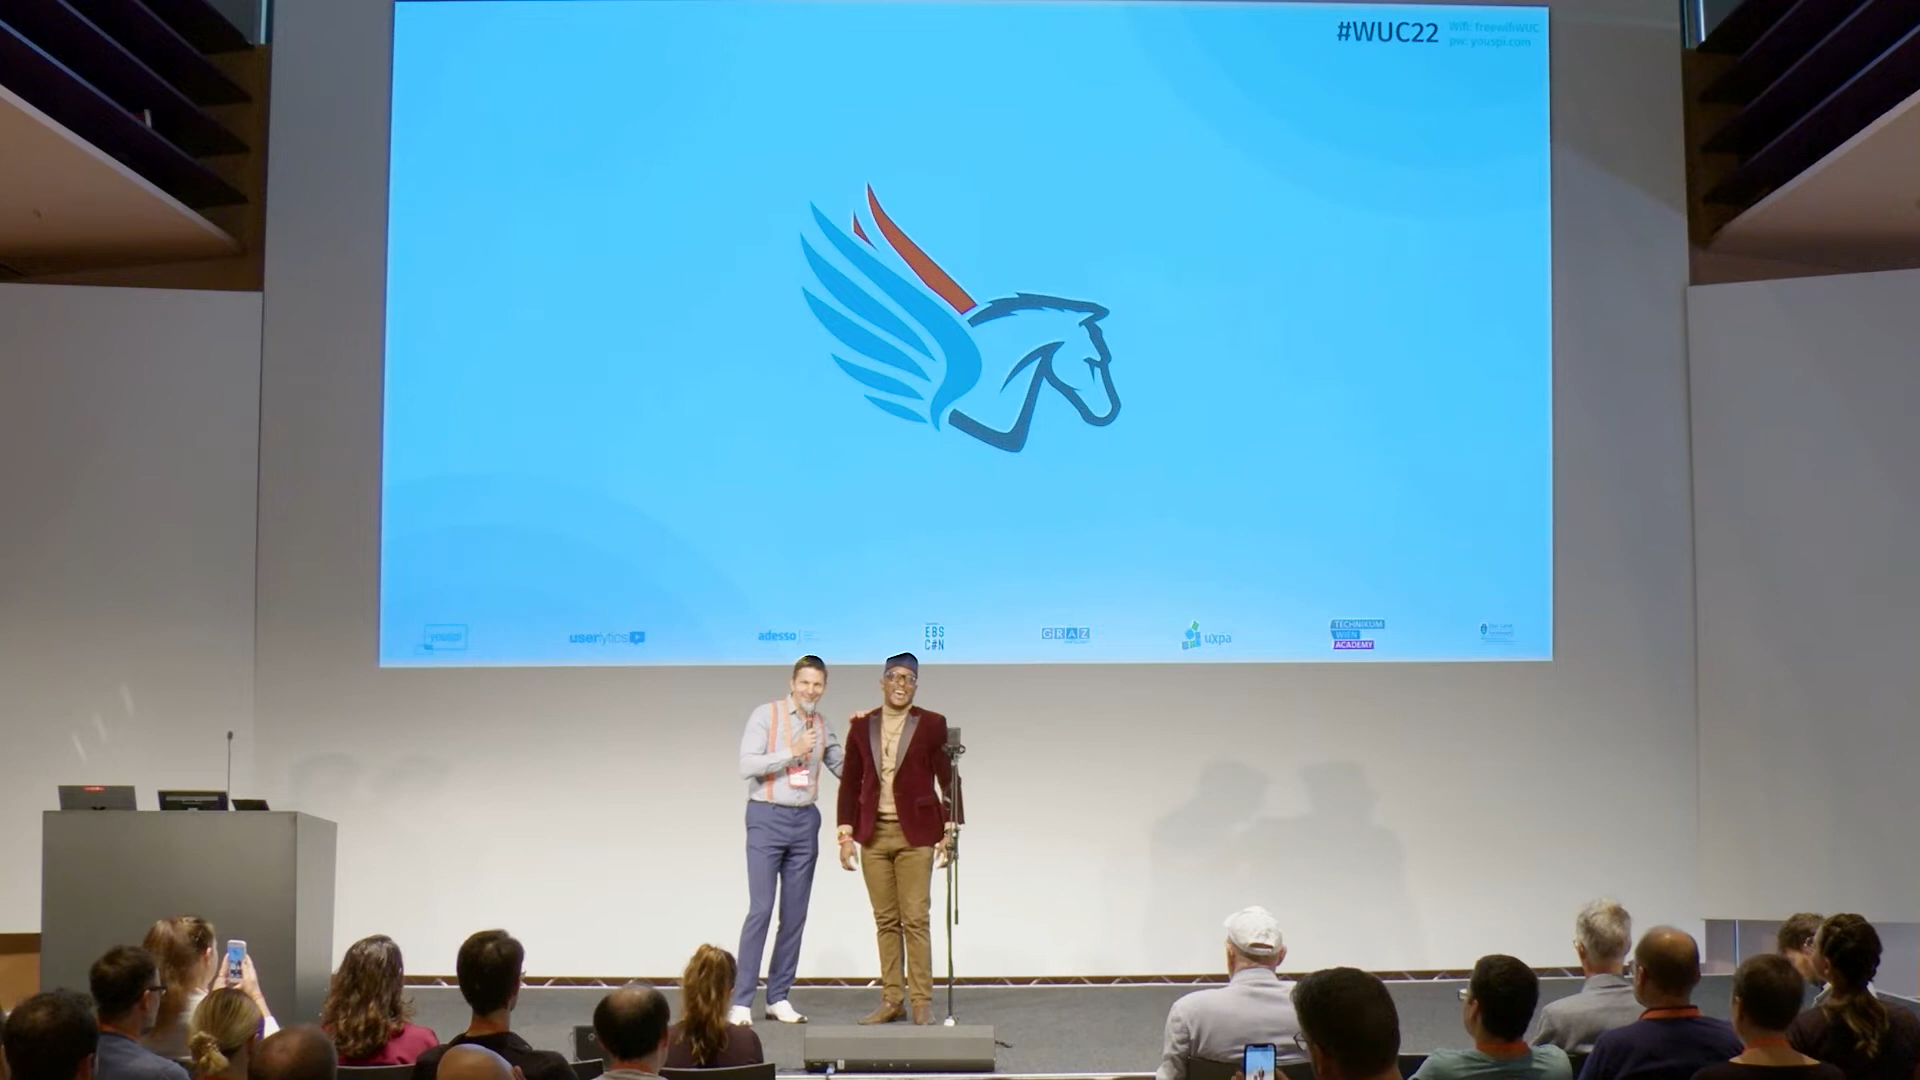 #WUC22
Wifi: freewifiWUC
pw: youspi.com
youspi
userlytics
adesso
EBS
C#N
GRAZ
uxpa
TECHNIKUM
WIEN
ACADEMY